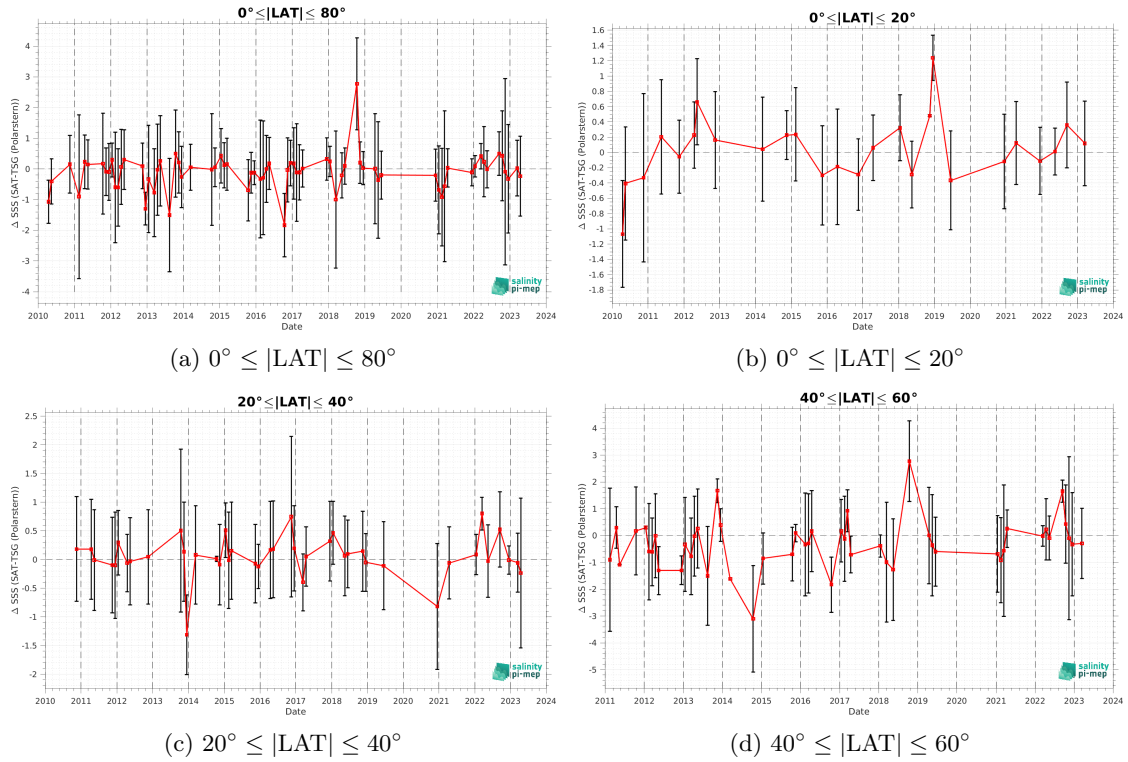 0°≤|LAT|≤ 80°
Δ SSS (SAT-TSG (Polarstern))
4
3
2
1
0
-1
-2
-3
-4
2010 2011 2012 2013 2014 2015 2016 2017 2018 2019 2020 2021 2022 2023 2024
Date
salinity
pi-mep
(a) 0° ≤ |LAT| ≤ 80°
0°≤|LAT|≤ 20°
Δ SSS (SAT-TSG (Polarstern))
1.6
1.4
1.2
1
0.8
0.6
0.4
0.2
0
-0.2
-0.4
-0.6
-0.8
-1
-1.2
-1.4
-1.6
-1.8
2010 2011 2012 2013 2014 2015 2016 2017 2018 2019 2020 2021 2022 2023 2024
Date
salinity
pi-mep
(b) 0° ≤ |LAT| ≤ 20°
20°≤|LAT|≤ 40°
Δ SSS (SAT-TSG (Polarstern))
2.5
2
1.5
1
0.5
0
-0.5
-1
-1.5
-2
2010 2011 2012 2013 2014 2015 2016 2017 2018 2019 2020 2021 2022 2023 2024
Date
salinity
pi-mep
(c) 20° ≤ |LAT| ≤ 40°
40°≤|LAT|≤ 60°
Δ SSS (SAT-TSG (Polarstern))
4
3
2
1
0
-1
-2
-3
-4
-5
2011 2012 2013 2014 2015 2016 2017 2018 2019 2020 2021 2022 2023 2024
Date
salinity
pi-mep
(d) 40° ≤ |LAT| ≤ 60°